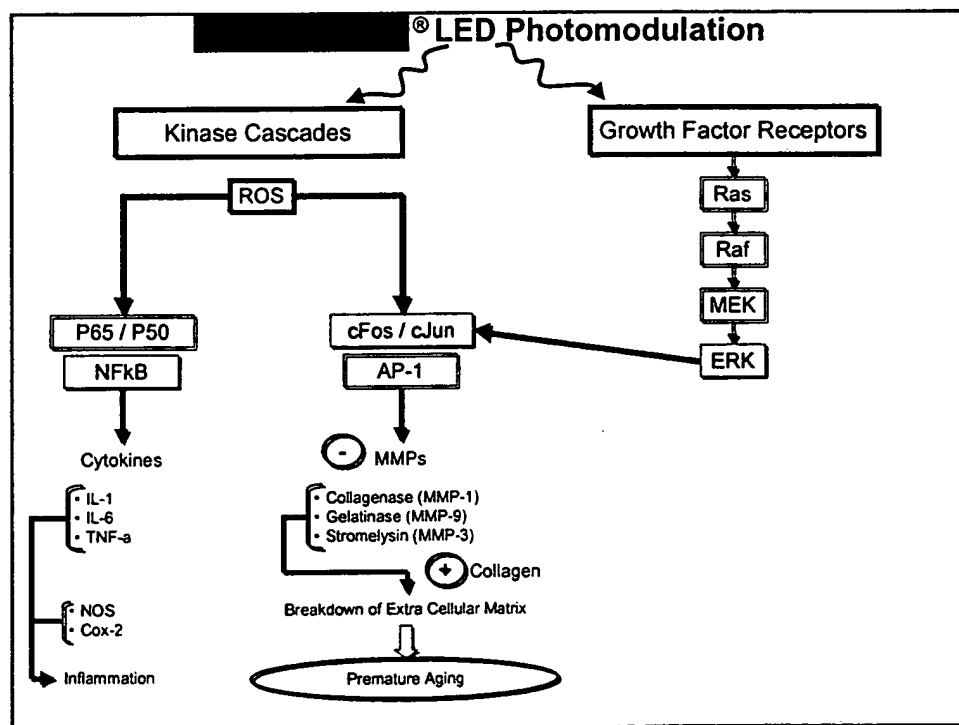 ® LED Photomodulation
Kinase Cascades
Growth Factor Receptors
ROS
Ras
Raf
MEK
ERK
P65 / P50
NFkB
cFos / cJun
AP-1
Cytokines
• IL-1
• IL-6
• TNF-a
• NOS
• Cox-2
Inflammation
- MMPs
• Collagenase (MMP-1)
• Gelatinase (MMP-9)
• Stromelysin (MMP-3)
+ Collagen
Breakdown of Extra Cellular Matrix
Premature Aging